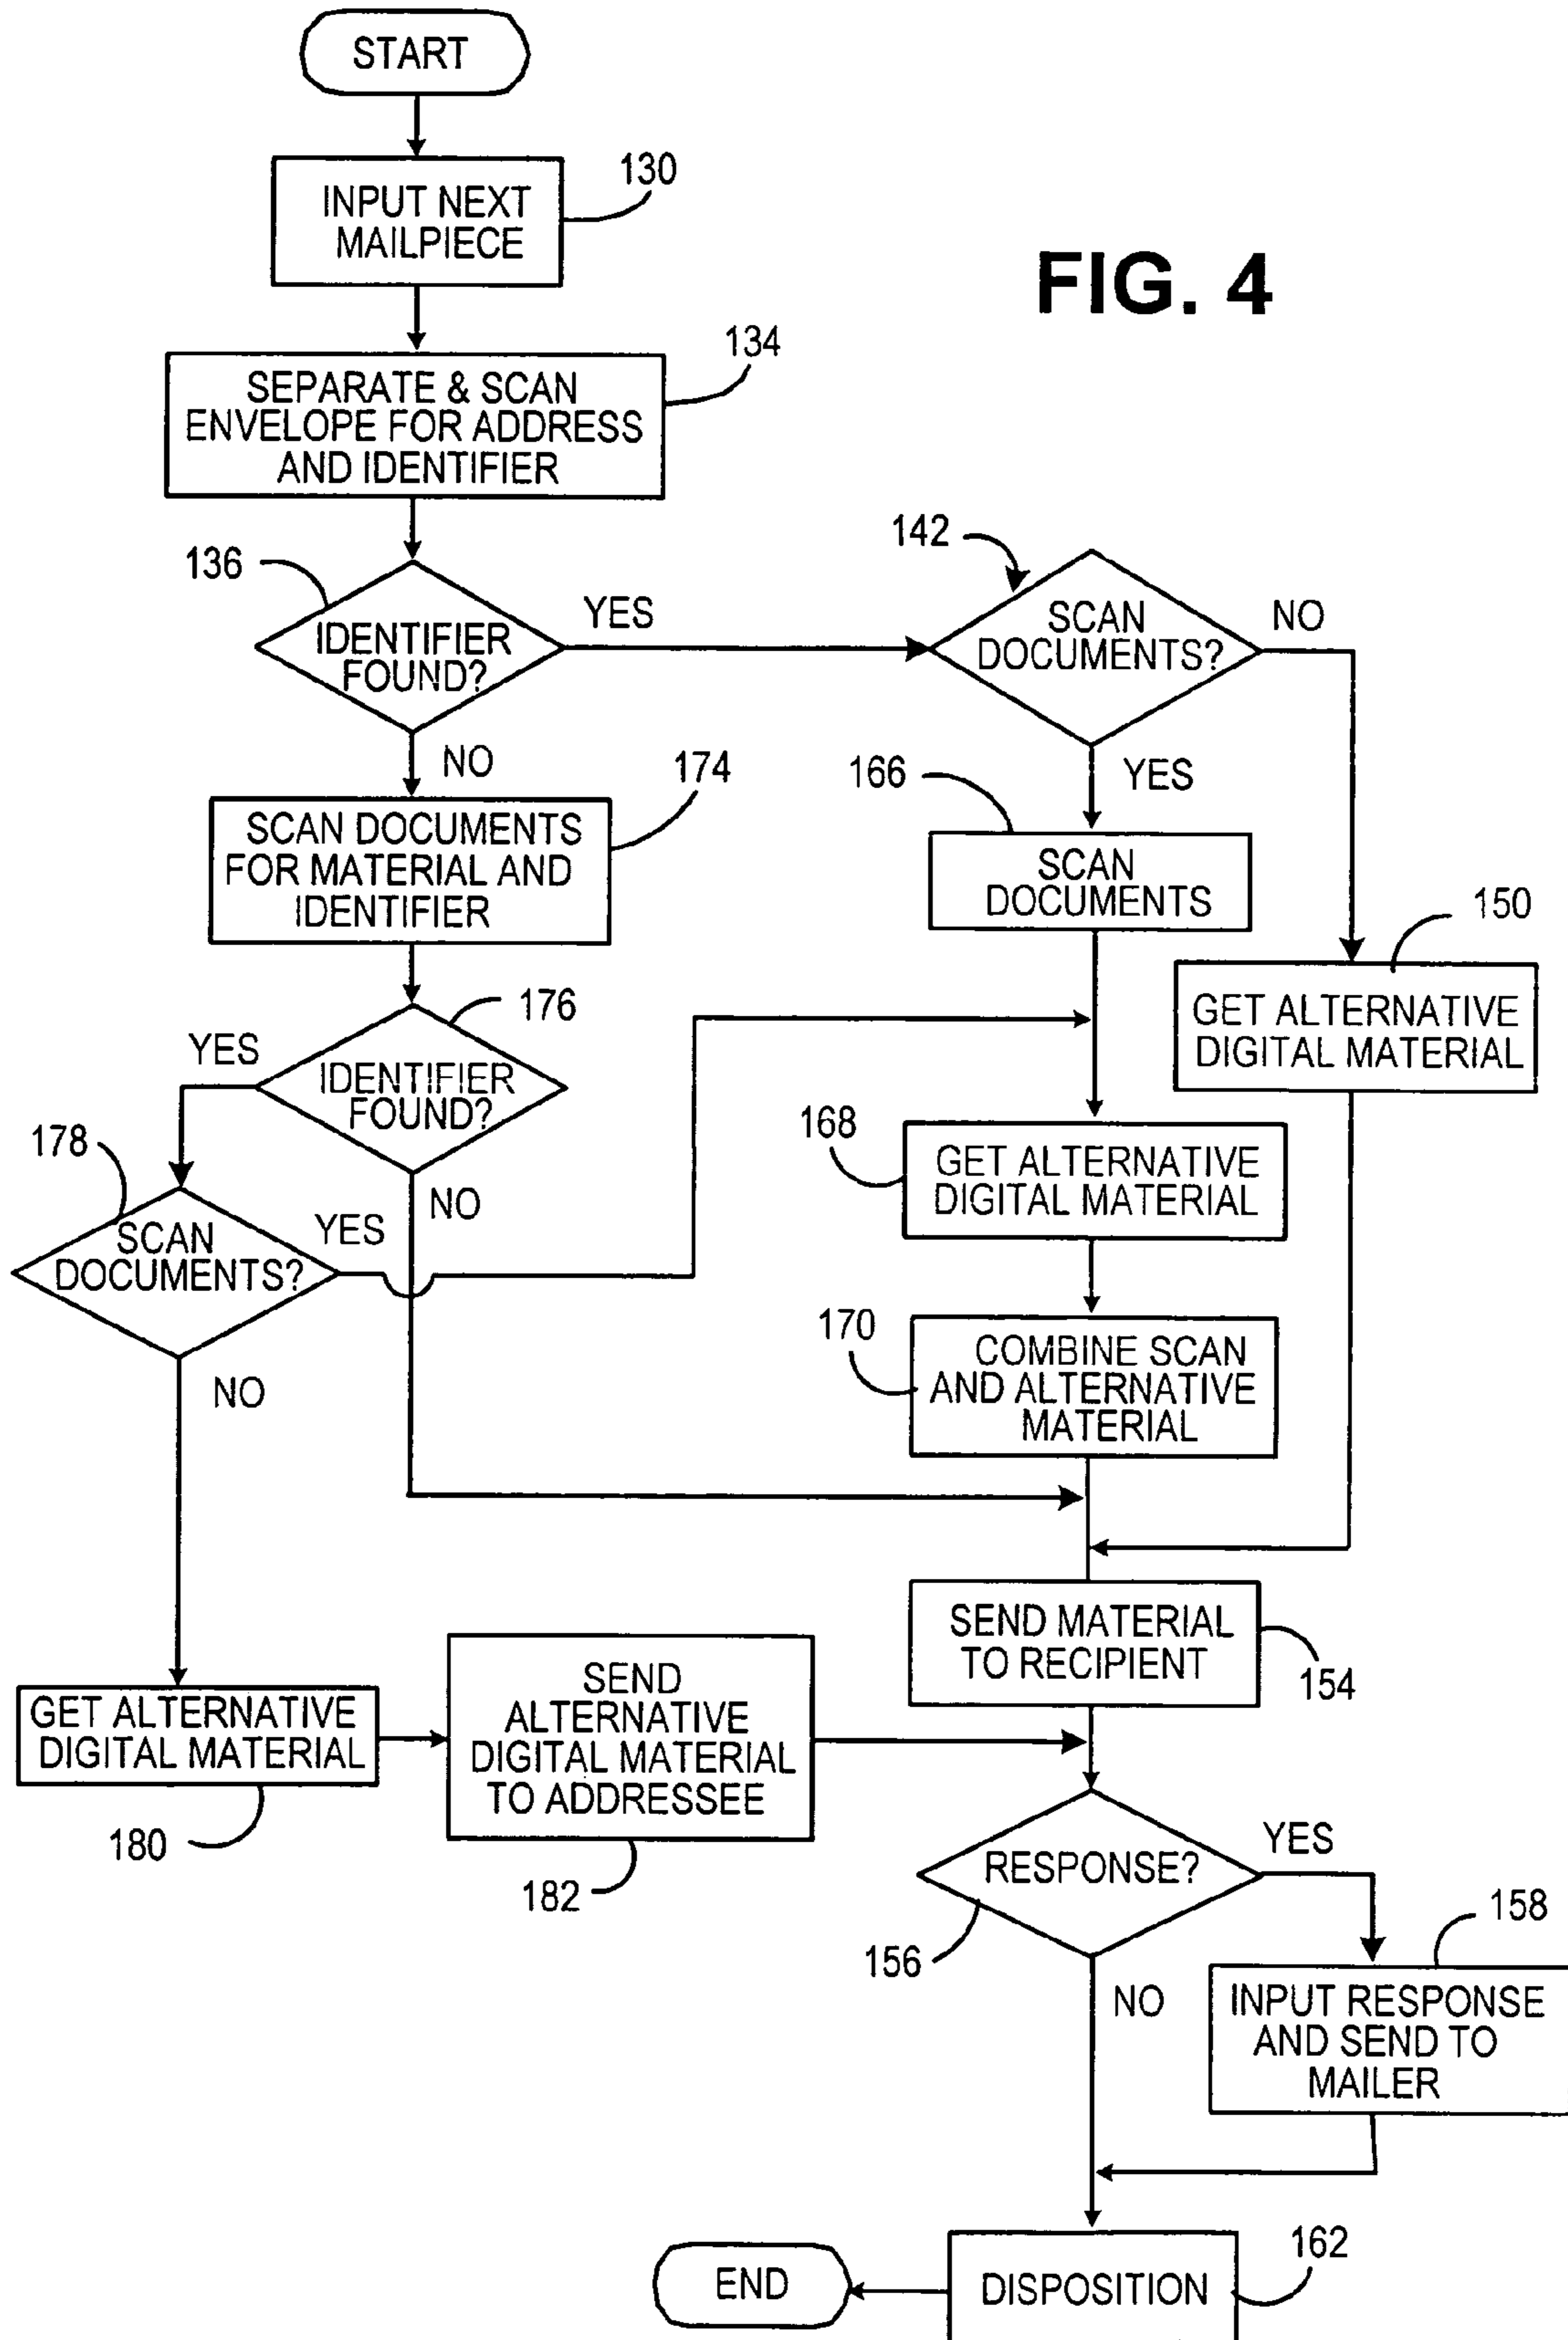 START
130
INPUT NEXT
MAILPIECE
FIG. 4
134
SEPARATE & SCAN
ENVELOPE FOR ADDRESS
AND IDENTIFIER
136
IDENTIFIER
FOUND?
YES
142
SCAN
DOCUMENTS?
NO
NO
174
SCAN DOCUMENTS
FOR MATERIAL AND
IDENTIFIER
YES
166
SCAN
DOCUMENTS
150
GET ALTERNATIVE
DIGITAL MATERIAL
176
YES
IDENTIFIER
FOUND?
NO
178
SCAN
DOCUMENTS?
YES
NO
168
GET ALTERNATIVE
DIGITAL MATERIAL
170
COMBINE SCAN
AND ALTERNATIVE
MATERIAL
SEND MATERIAL
TO RECIPIENT
154
GET ALTERNATIVE
DIGITAL MATERIAL
180
SEND
ALTERNATIVE
DIGITAL MATERIAL
TO ADDRESSEE
182
RESPONSE?
YES
156
NO
158
INPUT RESPONSE
AND SEND TO
MAILER
162
DISPOSITION
END